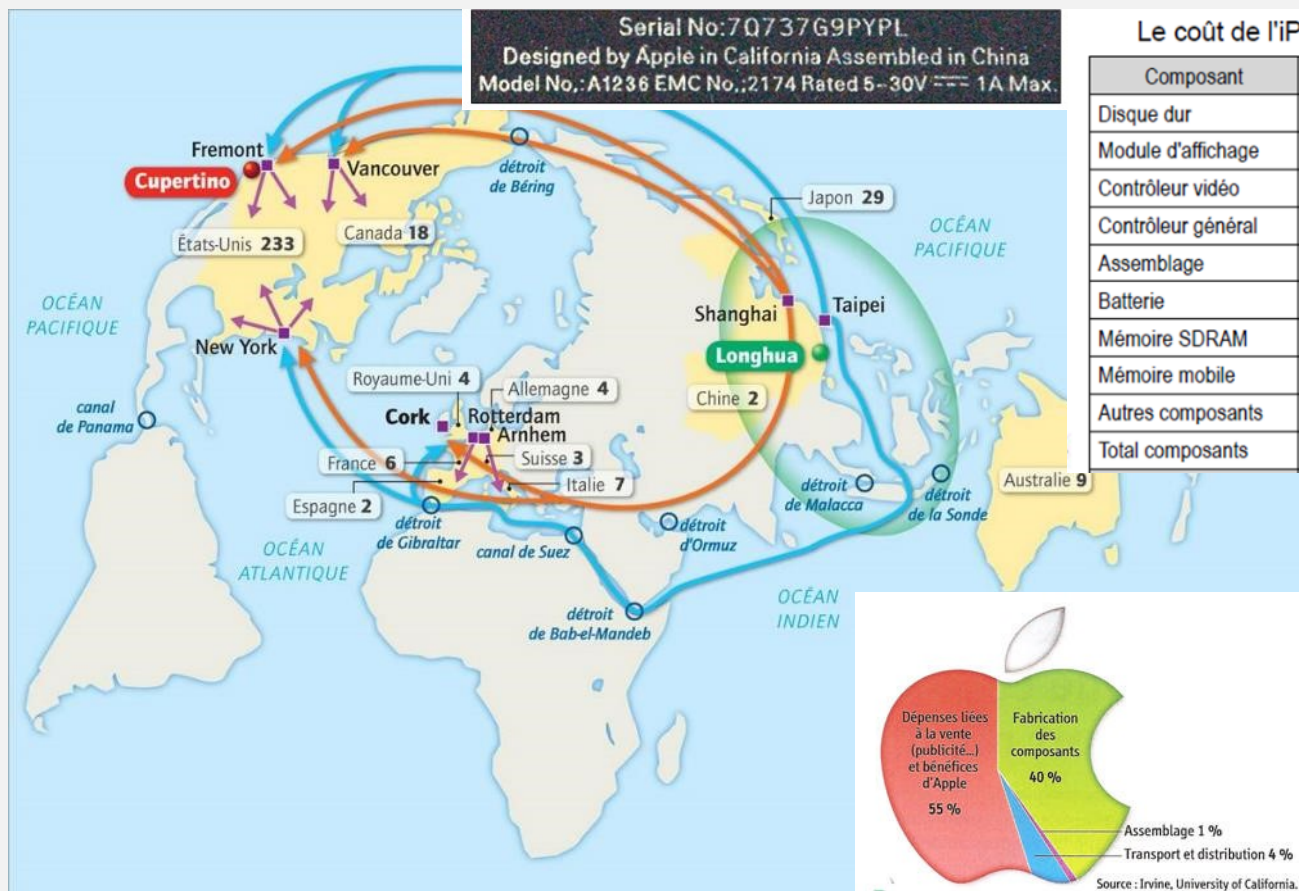 Serial No:7Q737G9PYPL
Designed by Apple in California Assembled in China
Model No.:A1236 EMC No.:2174 Rated 5-30V 1A Max.
Le coût de l'iP
Composant
Disque dur
Module d'affichage
Contrôleur vidéo
Contrôleur général
Assemblage
Batterie
Mémoire SDRAM
Mémoire mobile
Autres composants
Total composants
Fremont
Cupertino
Vancouver
détroit
de Béring
Japon 29
OCÉAN
PACIFIQUE
États-Unis 233
Canada 18
OCÉAN
PACIFIQUE
Shanghai
Taipei
New York
Longhua
Royaume-Uni 4
Allemagne 4
Chine 2
canal
de Panama
Cork
Rotterdam
Arnhem
France 6
Suisse 3
Italie 7
Espagne 2
détroit
de Malacca
détroit
de la Sonde
Australie 9
détroit
de Gibraltar
canal de Suez
détroit
d'Ormuz
OCÉAN
ATLANTIQUE
détroit
de Bab-el-Mandeb
OCÉAN
INDIEN
Dépenses liées
à la vente
(publicité...)
et bénéfices
d'Apple
55 %
Fabrication
des
composants
40 %
Assemblage 1 %
Transport et distribution 4 %
Source : Irvine, University of California.